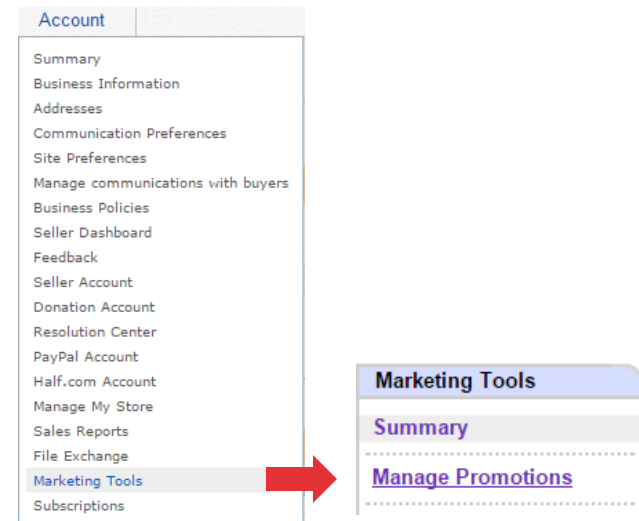 Account
Summary
Business Information
Addresses
Communication Preferences
Site Preferences
Manage communications with buyers
Business Policies
Seller Dashboard
Feedback
Seller Account
Donation Account
Resolution Center
PayPal Account
Half.com Account
Manage My Store
Sales Reports
File Exchange
Marketing Tools
Subscriptions
Marketing Tools
Summary
Manage Promotions